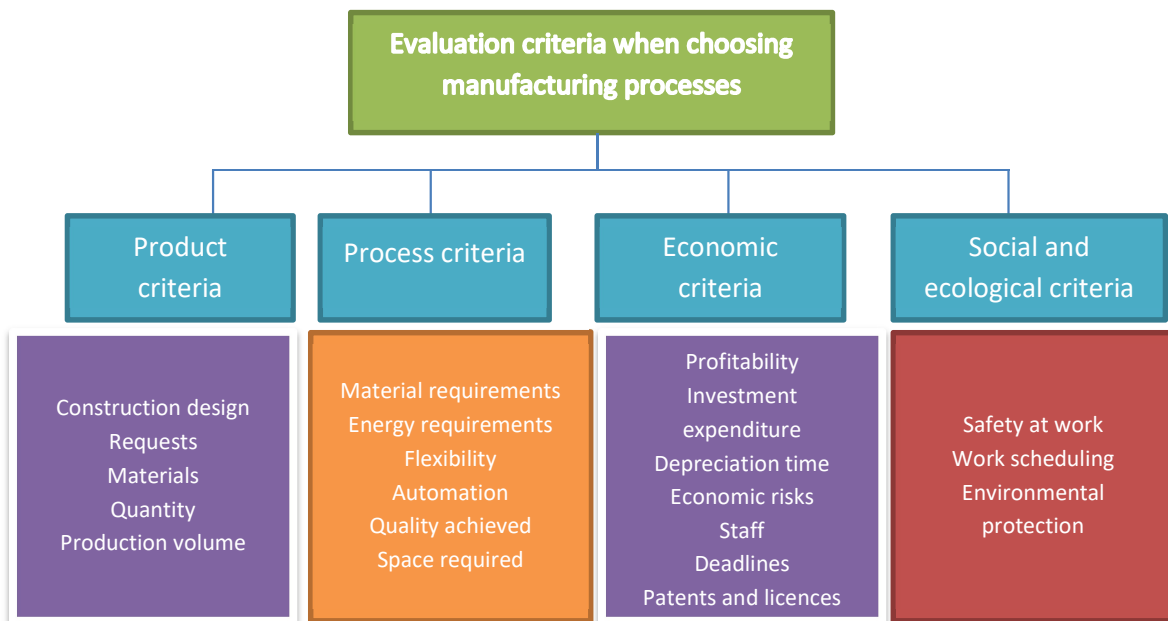 Evaluation criteria when choosing
manufacturing processes
Product
criteria
Process criteria
Economic
criteria
Social and
ecological criteria
Construction design
Requests
Materials
Quantity
Production volume
Material requirements
Energy requirements
Flexibility
Automation
Quality achieved
Space required
Profitability
Investment
expenditure
Depreciation time
Economic risks
Staff
Deadlines
Patents and licences
Safety at work
Work scheduling
Environmental
protection